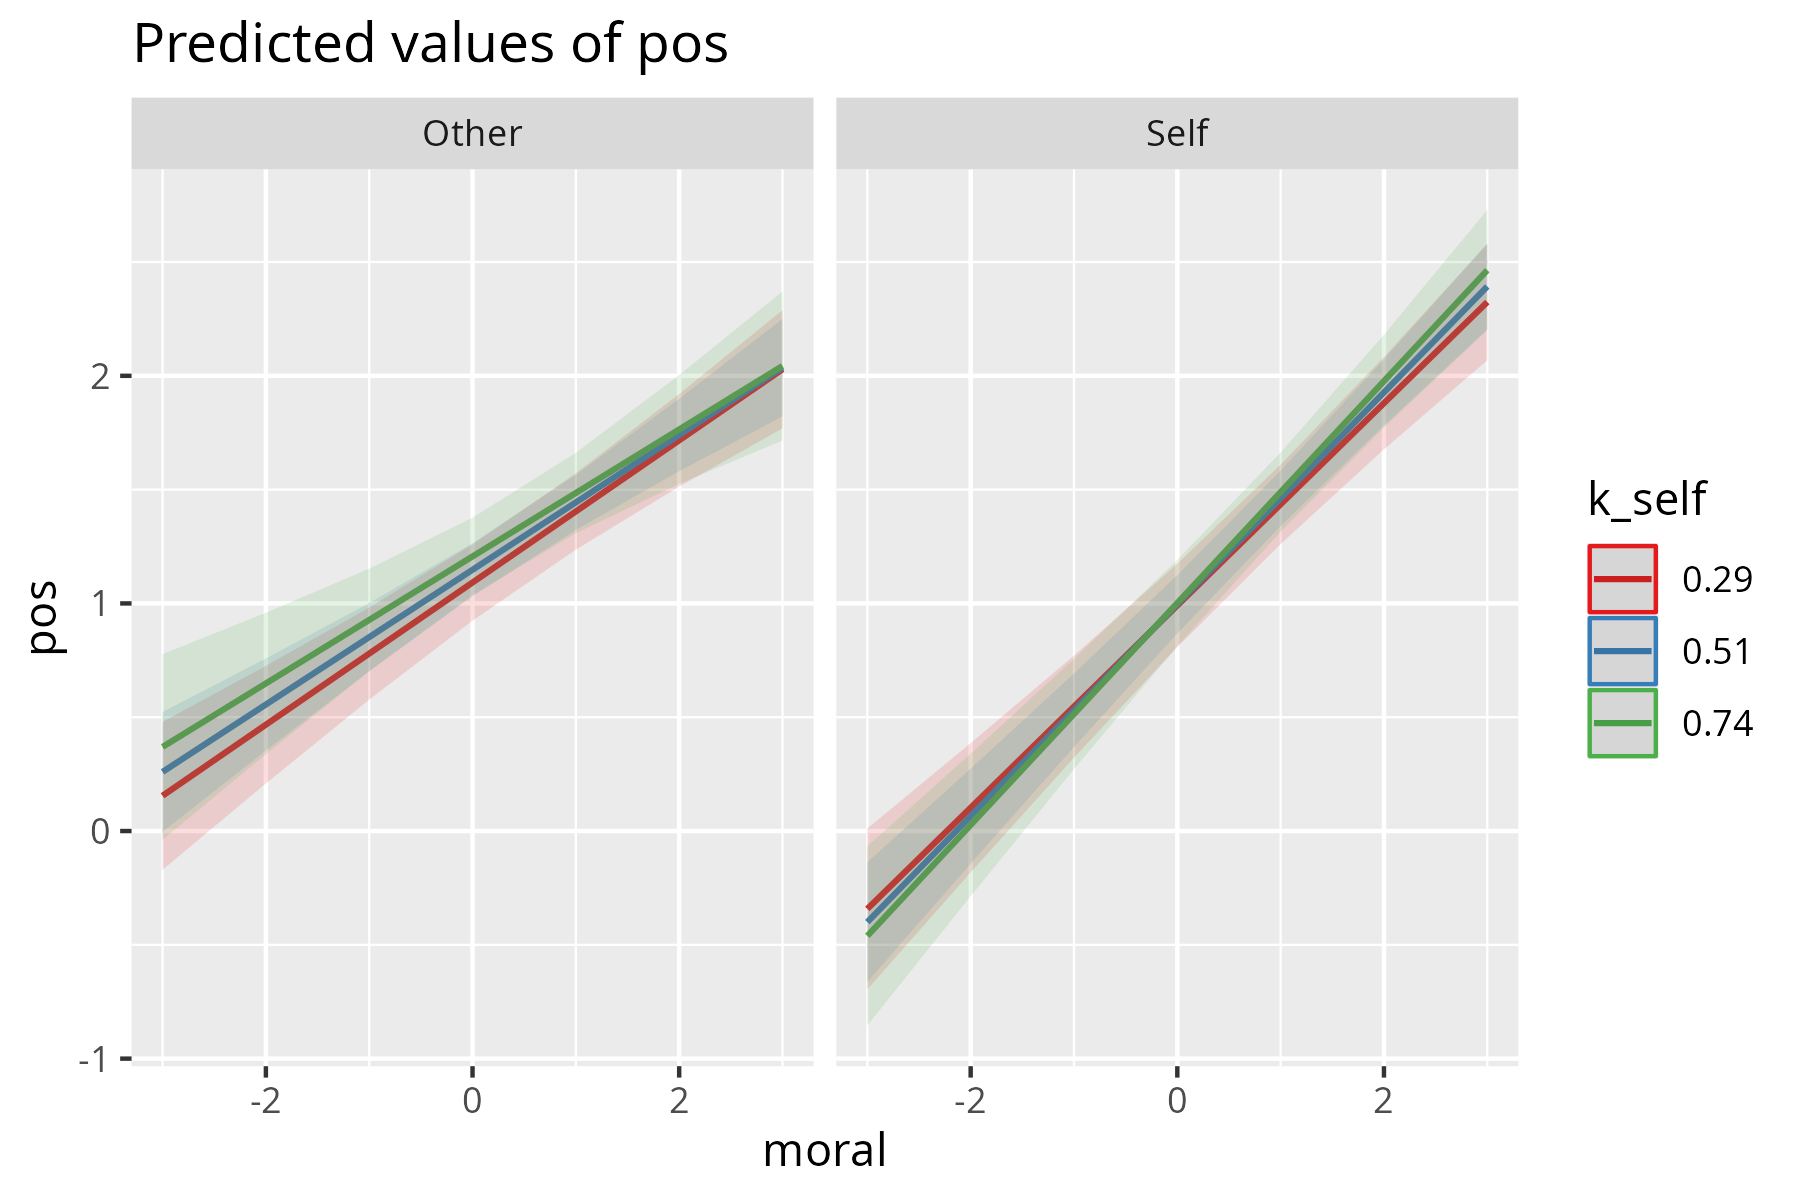 Predicted values of pos
Other
Self
pos
2
1
0
-1
-2
0
2
-2
0
2
moral
k_self
0.29
0.51
0.74